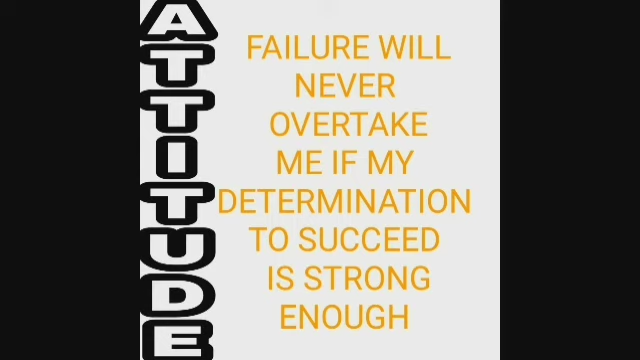 ATTITUDE
FAILURE WILL
NEVER
OVERTAKE
ME IF MY
DETERMINATION
TO SUCCEED
IS STRONG
ENOUGH